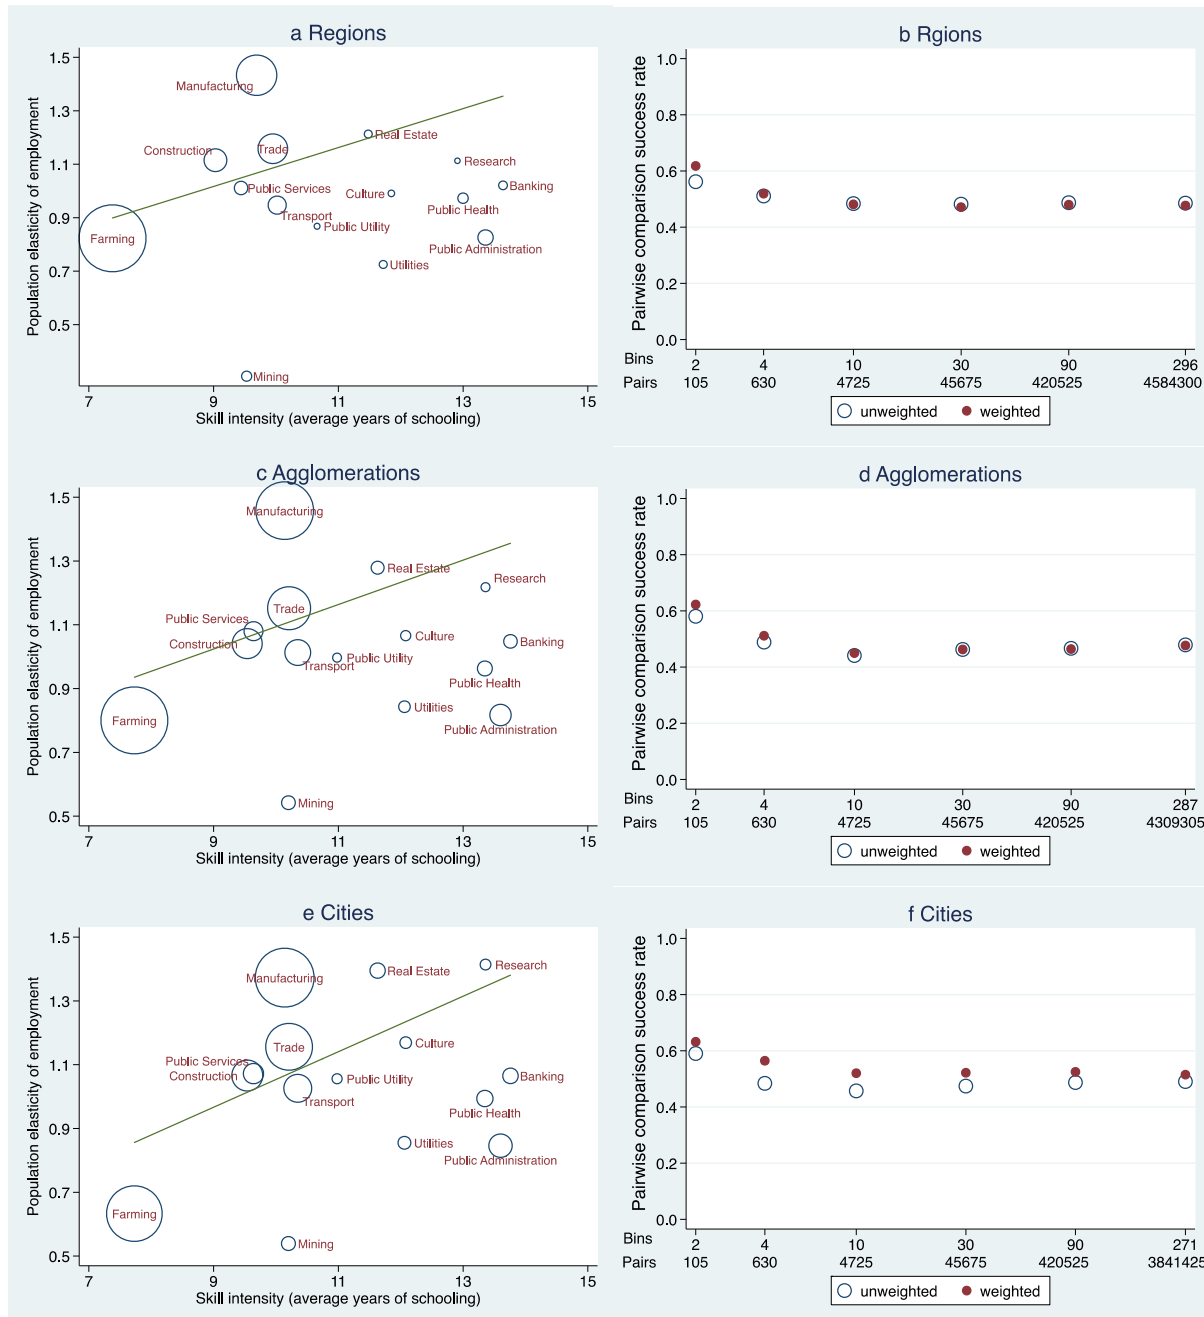 a Regions
Population elasticity of employment
1.5
1.3
1.1
0.9
0.7
0.5
Manufacturing
Real Estate
Construction
Trade
Research
Public Services
Culture
Banking
Public Health
Transport
Public Utility
Farming
Public Administration
Utilities
Mining
7 9 11 13 15
Skill intensity (average years of schooling)
b Rgions
Pairwise comparison success rate
1.0
0.8
0.6
0.4
0.2
0.0
Bins 2 4 10 30 90 296
Pairs 105 630 4725 45675 420525 4584300
unweighted weighted
c Agglomerations
Population elasticity of employment
1.5
1.3
1.1
0.9
0.7
0.5
Manufacturing
Real Estate
Research
Trade
Public Services
Culture
Construction
Banking
Public Utility
Transport
Public Health
Utilities
Farming
Public Administration
Mining
7 9 11 13 15
Skill intensity (average years of schooling)
d Agglomerations
Pairwise comparison success rate
1.0
0.8
0.6
0.4
0.2
0.0
Bins 2 4 10 30 90 287
Pairs 105 630 4725 45675 420525 4309305
unweighted weighted
e Cities
Population elasticity of employment
1.5
1.3
1.1
0.9
0.7
0.5
Manufacturing
Real Estate
Research
Trade
Culture
Public Services
Construction
Public Utility
Banking
Transport
Public Health
Utilities
Public Administration
Farming
Mining
7 9 11 13 15
Skill intensity (average years of schooling)
f Cities
Pairwise comparison success rate
1.0
0.8
0.6
0.4
0.2
0.0
Bins 2 4 10 30 90 271
Pairs 105 630 4725 45675 420525 3841425
unweighted weighted